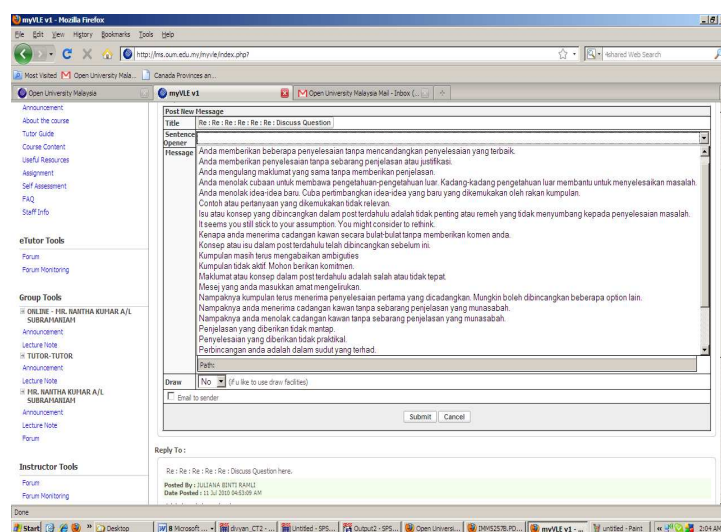 myVLE v1 - Mozilla Firefox
File Edit View History Bookmarks Tools Help
http://lms.oum.edu.my/myvle/index.php?
4shared Web Search
Most Visited Open University Mala... Canada Provinces an...
Open University Malaysia
myVLE v1
Open University Malaysia Mail - Inbox (...
Announcement
About the course
Tutor Guide
Course Content
Useful Resources
Assignment
Self Assessment
FAQ
Staff Info
eTutor Tools
Forum
Forum Monitoring
Group Tools
ONLINE - MR. NANTHA KUMAR A/L
SUBRAMANIAM
Announcement
Lecture Note
TUTOR-TUTOR
Announcement
Lecture Note
MR. NANTHA KUMAR A/L
SUBRAMANIAM
Announcement
Lecture Note
Forum
Instructor Tools
Forum
Forum Monitoring
Post New Message
Title Re : Re : Re : Re : Re : Re : Discuss Question
Sentence
Opener
Message
Anda memberikan beberapa penyelesaian tanpa mencandangkan penyelesaian yang terbaik.
Anda memberikan penyelesaian tanpa sebarang penjelasan atau justifikasi.
Anda mengulang maklumat yang sama tanpa memberikan penjelasan.
Anda menolak cubaan untuk membawa pengetahuan-pengetahuan luar. Kadang-kadang pengetahuan luar membantu untuk menyelesaikan masalah.
Anda menolak idea-idea baru. Cuba pertimbangkan idea-idea yang baru yang dikemukakan oleh rakan kumpulan.
Contoh atau pertanyaan yang dikemukakan tidak relevan.
Isu atau konsep yang dibincangkan dalam post terdahulu adalah tidak penting atau remeh yang tidak menyumbang kepada penyelesaian masalah.
It seems you still stick to your assumption. You might consider to rethink.
Kenapa anda menerima cadangan kawan secara bulat-bulat tanpa memberikan komen anda.
Konsep atau isu dalam post terdahulu telah dibincangkan sebelum ini.
Kumpulan masih terus mengabaikan ambiguties
Kumpulan tidak aktif. Mohon berikan komitmen.
Maklumat atau konsep dalam post terdahulu adalah salah atau tidak tepat.
Mesej yang anda masukkan amat mengelirukan.
Nampaknya kumpulan terus menerima penyelesaian pertama yang dicadangkan. Mungkin boleh dibincangkan beberapa option lain.
Nampaknya anda menerima cadangan kawan tanpa sebarang penjelasan yang munasabah.
Nampaknya anda menolak cadangan kawan tanpa sebarang penjelasan yang munasabah.
Penjelasan yang diberikan tidak mantap.
Penyelesaian yang diberikan tidak praktikal.
Perbincangan anda adalah dalam sudut yang terhad.
Path:
Draw No (if u like to use draw facilities)
Email to sender
Submit Cancel
Reply To :
Re : Re : Re : Re : Re : Discuss Question here.
Posted By : JULIANA BINTI RAMLI
Date Posted : 11 Jul 2010 04:53:09 AM
Done
Start Desktop 8 Microsof... divyan_CT2 - ... Untitled - SPS... Output2 - SPS... Open Universi... IMMS257B.PD... myVLE v1 - ... untitled - Paint 2:04 AM